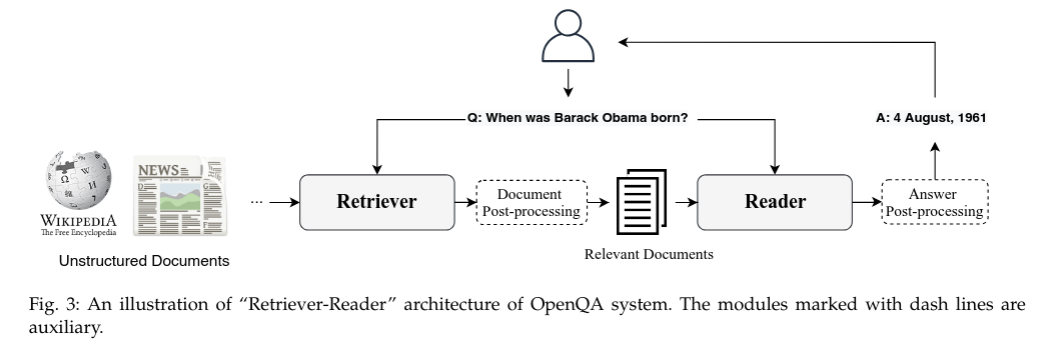 Q: When was Barack Obama born?
A: 4 August, 1961
NEWS
WIKIPEDIA
The Free Encyclopedia
Unstructured Documents
...
Retriever
Document
Post-processing
Relevant Documents
Reader
Answer
Post-processing
Fig. 3: An illustration of “Retriever-Reader” architecture of OpenQA system. The modules marked with dash lines are
auxiliary.